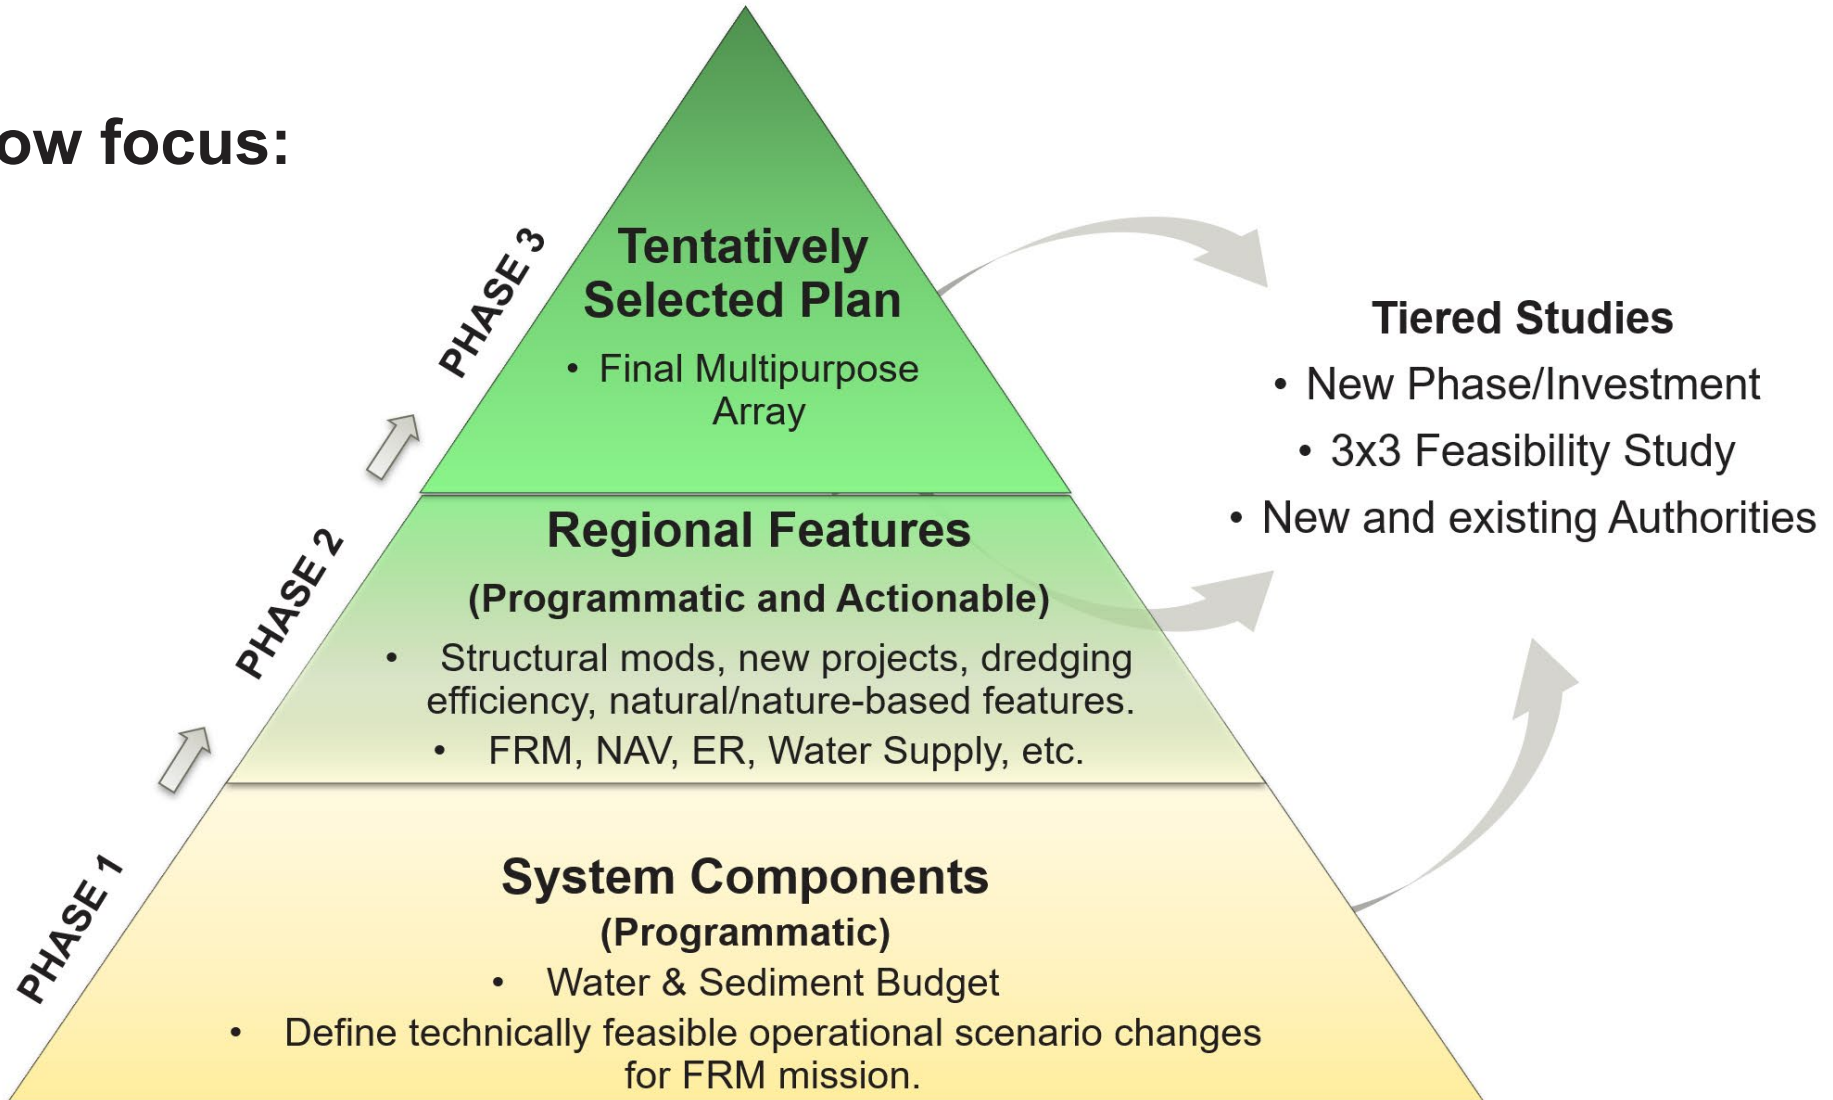 ow focus:
PHASE 3
Tentatively
Selected Plan
• Final Multipurpose
Array
Tiered Studies
• New Phase/Investment
• 3x3 Feasibility Study
• New and existing Authorities
PHASE 2
Regional Features
(Programmatic and Actionable)
• Structural mods, new projects, dredging
efficiency, natural/nature-based features.
• FRM, NAV, ER, Water Supply, etc.
PHASE 1
System Components
(Programmatic)
• Water & Sediment Budget
• Define technically feasible operational scenario changes
for FRM mission.